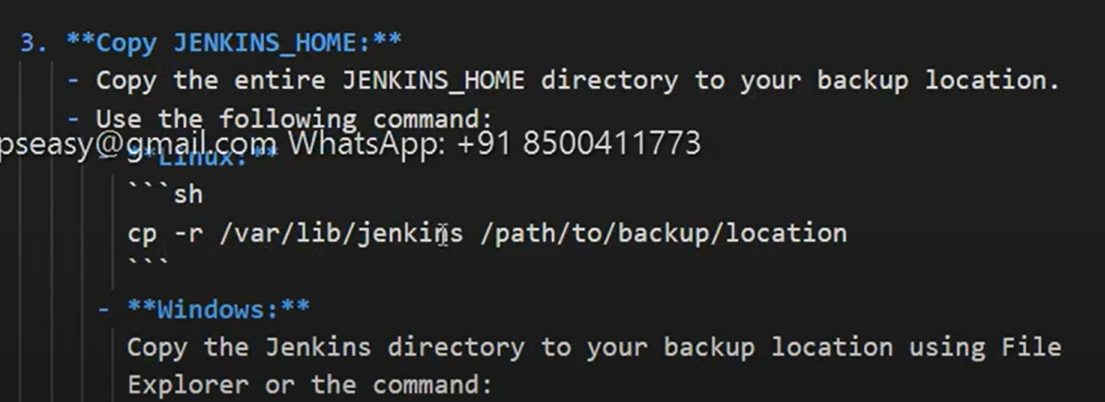 3. **Copy JENKINS_HOME:**
- Copy the entire JENKINS_HOME directory to your backup location.
- Use the following command:
pseasy@gmail.com WhatsApp: +91 8500411773
- **Linux:**
```sh
cp -r /var/lib/jenkins /path/to/backup/location
```
- **Windows:**
Copy the Jenkins directory to your backup location using File
Explorer or the command: